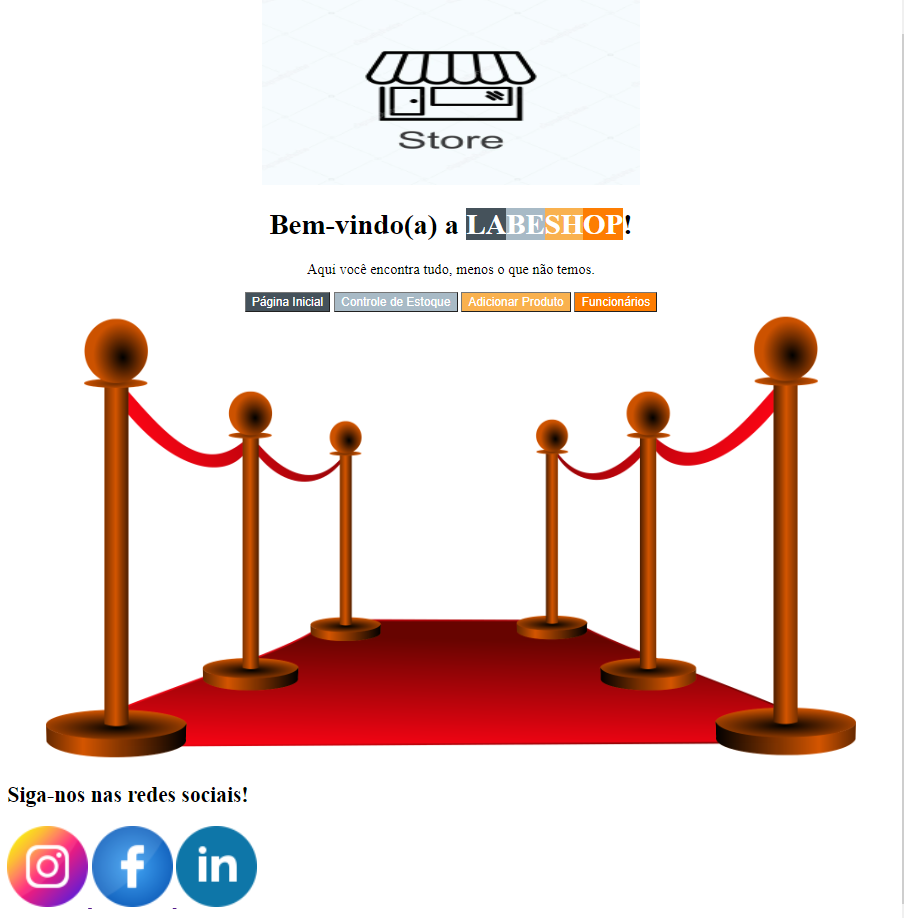 Store
Bem-vindo(a) a LABESHOP!
Aqui você encontra tudo, menos o que não temos.
Página Inicial Controle de Estoque Adicionar Produto Funcionários
Siga-nos nas redes sociais!
f in